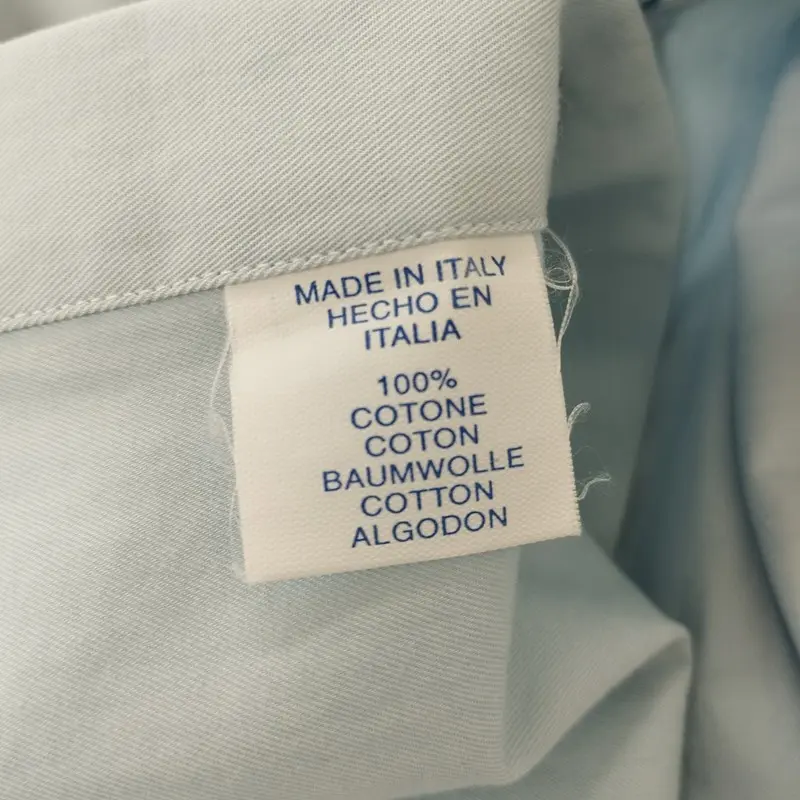 MADE IN ITALY
HECHO EN
ITALIA
100%
COTONE
COTON
BAUMWOLLE
COTTON
ALGODON